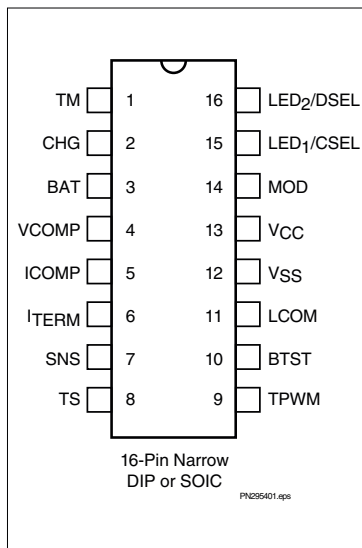 TM 1 16 LED2/DSEL
CHG 2 15 LED1/CSEL
BAT 3 14 MOD
VCOMP 4 13 VCC
ICOMP 5 12 VSS
ITERM 6 11 LCOM
SNS 7 10 BTST
TS 8 9 TPWM
16-Pin Narrow
DIP or SOIC
PN295401.eps